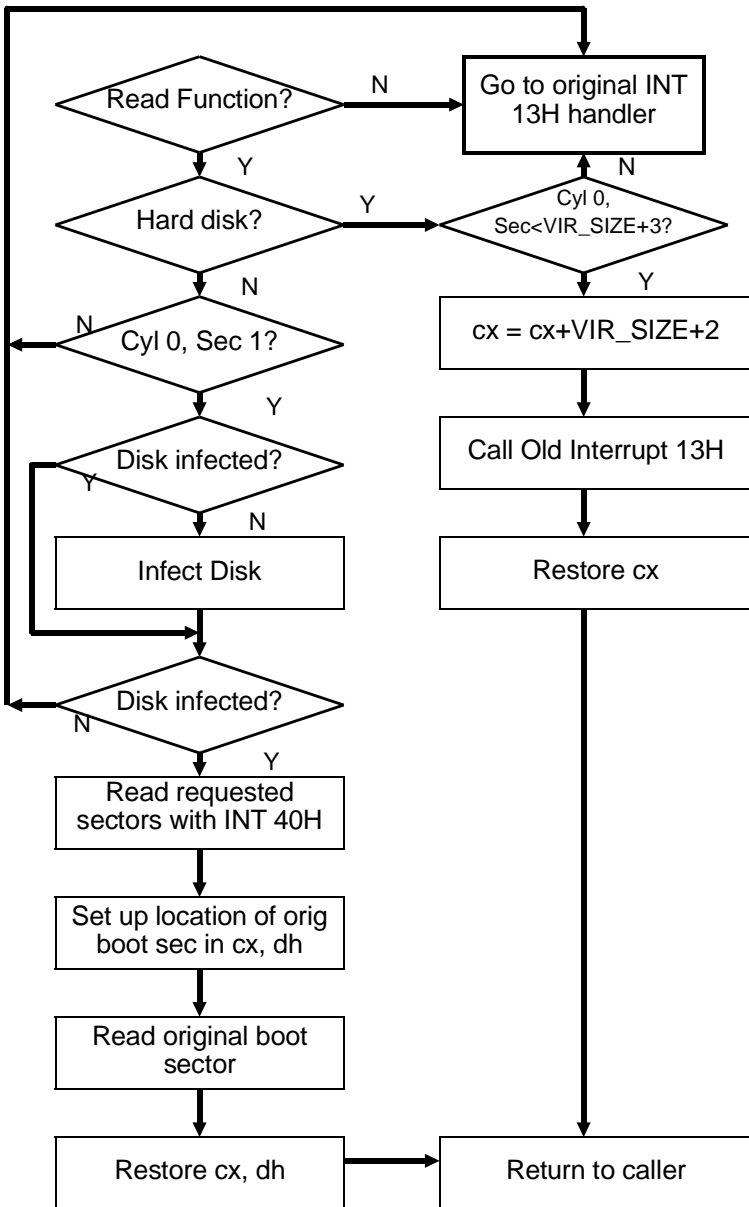 Read Function?
N
Go to original INT
13H handler
Y
N
Hard disk?
Y
Cyl 0,
Sec<VIR_SIZE+3?
N
Y
N
Cyl 0, Sec 1?
cx = cx+VIR_SIZE+2
Y
Disk infected?
Y
Call Old Interrupt 13H
N
Infect Disk
Restore cx
Disk infected?
N
Y
Read requested
sectors with INT 40H
Set up location of orig
boot sec in cx, dh
Read original boot
sector
Restore cx, dh
Return to caller